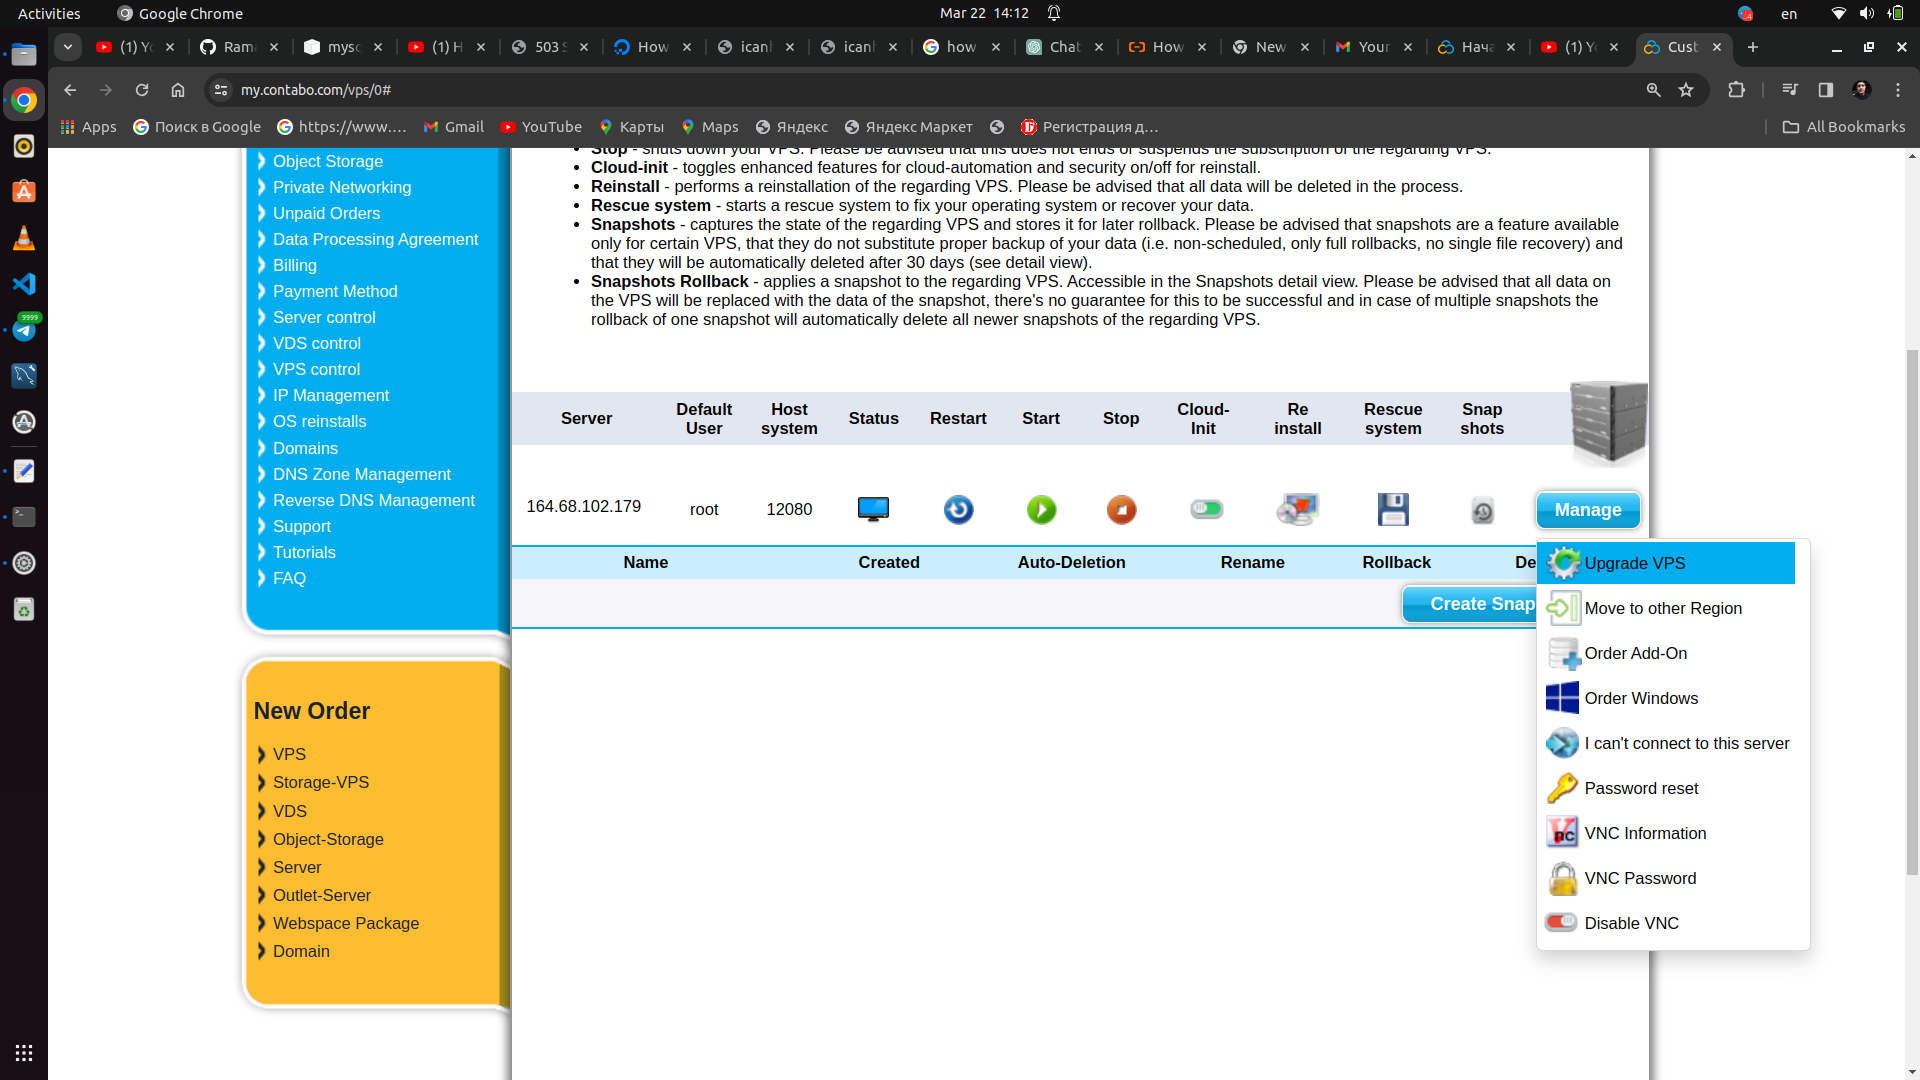 Activities
Google Chrome
Mar 22 14:12
en
(1) Yo
Rama
mysq
(1) H
503 S
How
icanh
icanh
how
Chat
How
New
Your
Нача
(1) Yo
Cust
my.contabo.com/vps/0#
Apps
Поиск в Google
https://www....
Gmail
YouTube
Карты
Maps
Яндекс
Яндекс Маркет
Регистрация д...
All Bookmarks
9999
Object Storage
Private Networking
Unpaid Orders
Data Processing Agreement
Billing
Payment Method
Server control
VDS control
VPS control
IP Management
OS reinstalls
Domains
DNS Zone Management
Reverse DNS Management
Support
Tutorials
FAQ
New Order
VPS
Storage-VPS
VDS
Object-Storage
Server
Outlet-Server
Webspace Package
Domain
Stop - shuts down your VPS. Please be advised that this does not ends or suspends the subscription of the regarding VPS.
Cloud-init - toggles enhanced features for cloud-automation and security on/off for reinstall.
Reinstall - performs a reinstallation of the regarding VPS. Please be advised that all data will be deleted in the process.
Rescue system - starts a rescue system to fix your operating system or recover your data.
Snapshots - captures the state of the regarding VPS and stores it for later rollback. Please be advised that snapshots are a feature available
only for certain VPS, that they do not substitute proper backup of your data (i.e. non-scheduled, only full rollbacks, no single file recovery) and
that they will be automatically deleted after 30 days (see detail view).
Snapshots Rollback - applies a snapshot to the regarding VPS. Accessible in the Snapshots detail view. Please be advised that all data on
the VPS will be replaced with the data of the snapshot, there's no guarantee for this to be successful and in case of multiple snapshots the
rollback of one snapshot will automatically delete all newer snapshots of the regarding VPS.
Server
Default
User
Host
system
Status
Restart
Start
Stop
Cloud-
Init
Re
install
Rescue
system
Snap
shots
164.68.102.179
root
12080
Manage
Name
Created
Auto-Deletion
Rename
Rollback
De
Create Snap
Upgrade VPS
Move to other Region
Order Add-On
Order Windows
I can't connect to this server
Password reset
VNC Information
VNC Password
Disable VNC